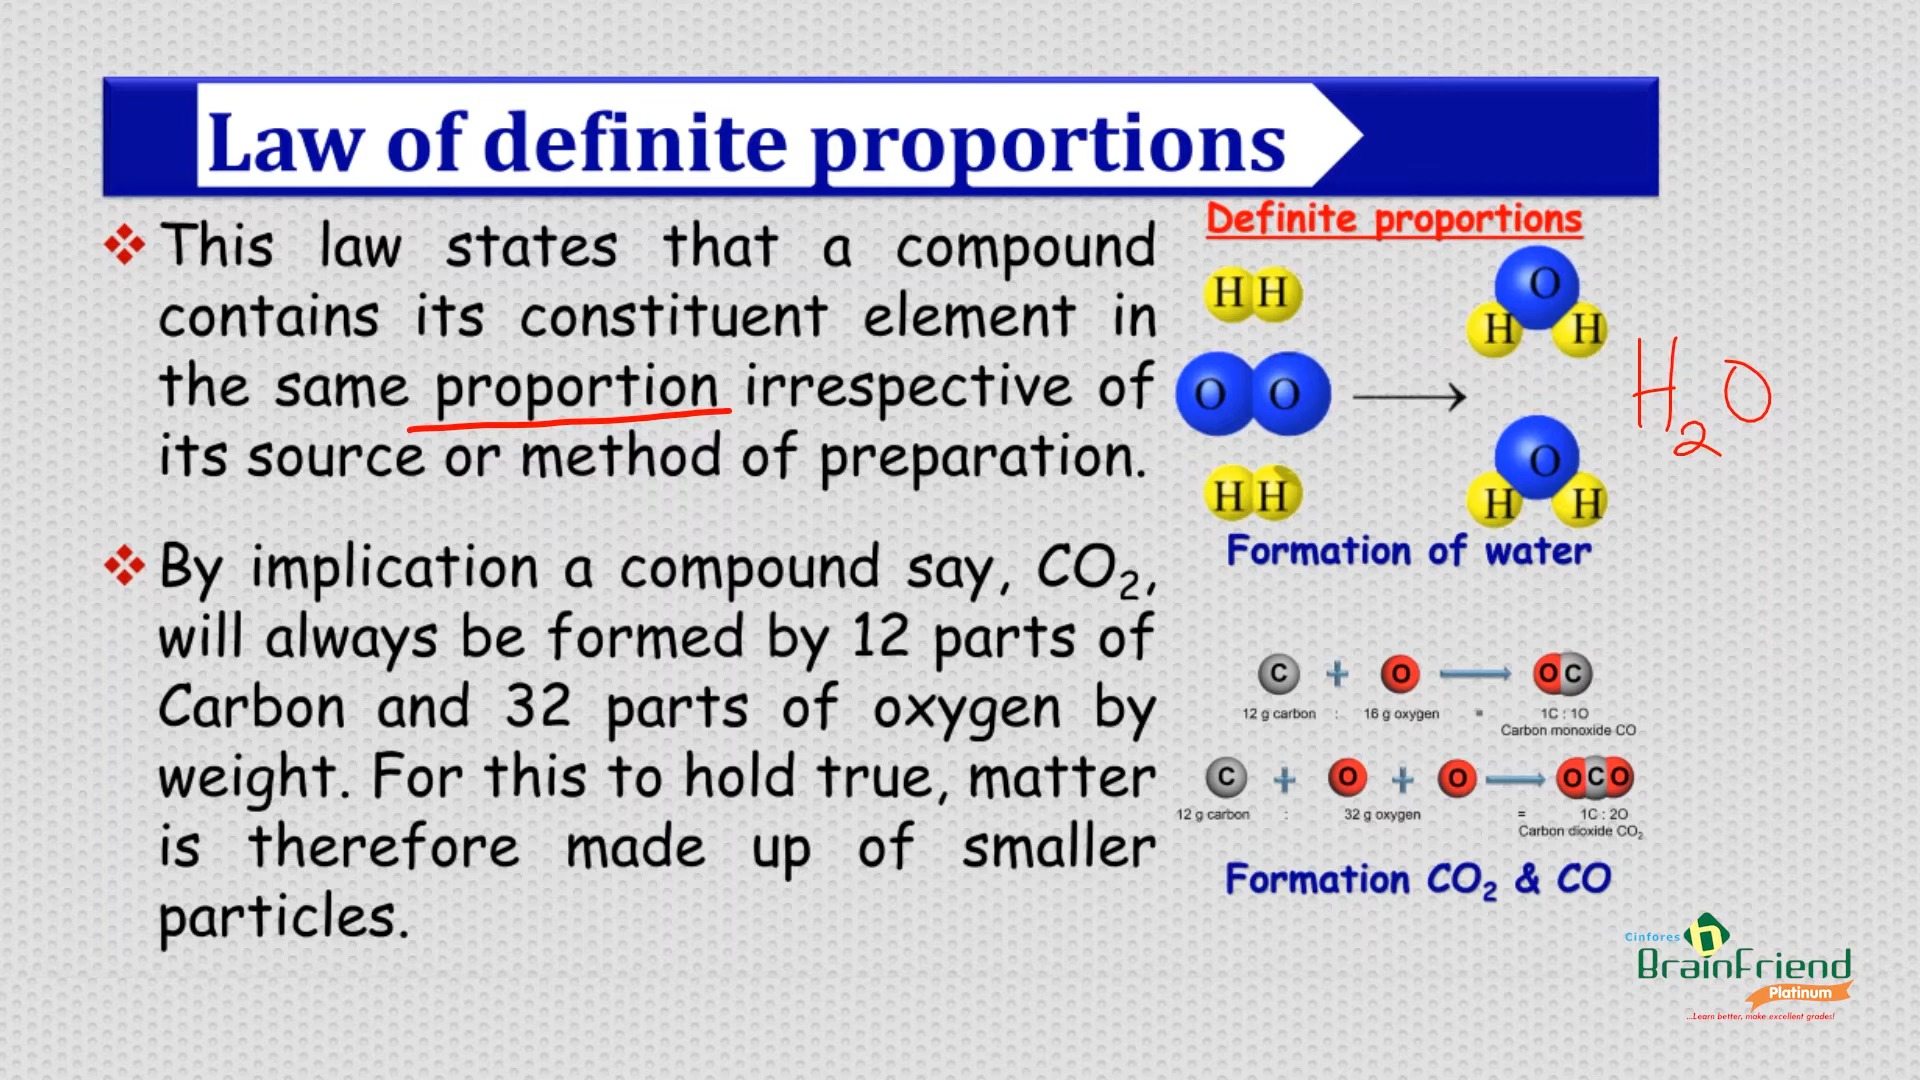 Law of definite proportions
This law states that a compound
contains its constituent element in
the same proportion irrespective of
its source or method of preparation.
By implication a compound say, CO₂,
will always be formed by 12 parts of
Carbon and 32 parts of oxygen by
weight. For this to hold true, matter
is therefore made up of smaller
particles.
Definite proportions
H H
O
H H
O O
H₂O
O
H H
H H
Formation of water
C + O OC
12 g carbon : 16 g oxygen = 1C : 1O
Carbon monoxide CO
C + O + O OCO
12 g carbon : 32 g oxygen = 1C : 2O
Carbon dioxide CO₂
Formation CO₂ & CO
Cinfores
BrainFriend
Platinum
...Learn better, make excellent grades!